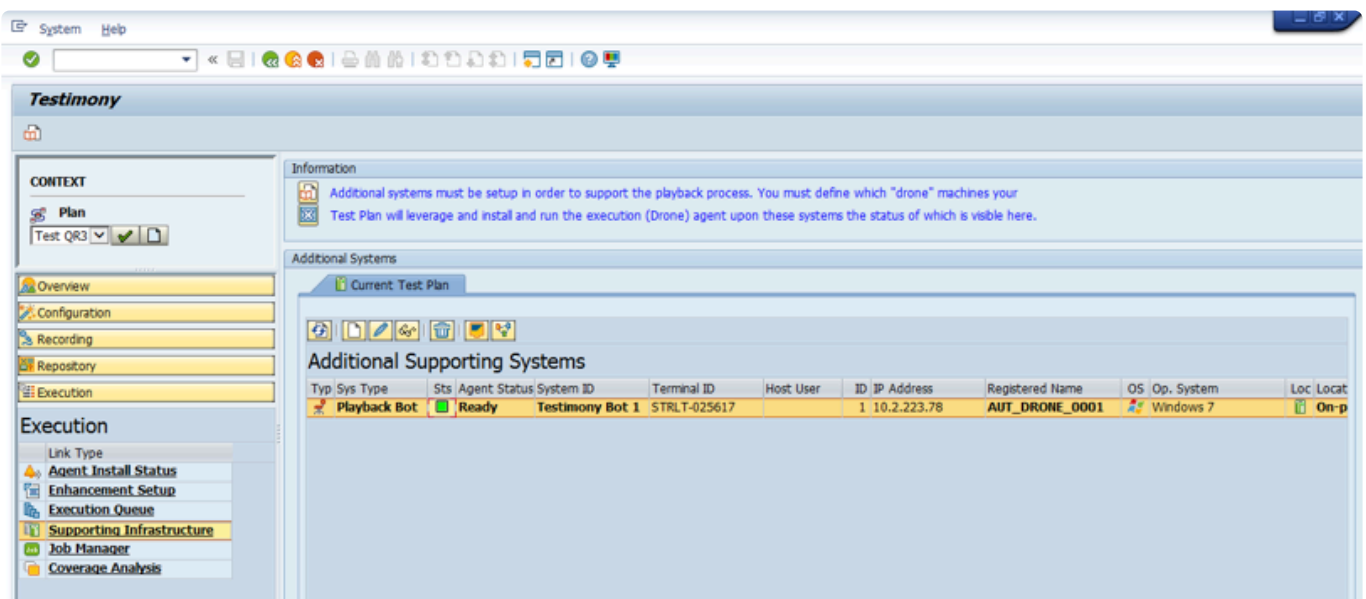 System Help
Testimony
CONTEXT
Plan
Test QR3
Overview
Configuration
Recording
Repository
Execution
Execution
Link Type
Agent Install Status
Enhancement Setup
Execution Queue
Supporting Infrastructure
Job Manager
Coverage Analysis
Information
Additional systems must be setup in order to support the playback process. You must define which "drone" machines your
Test Plan will leverage and install and run the execution (Drone) agent upon these systems the status of which is visible here.
Additional Systems
Current Test Plan
Additional Supporting Systems
Typ Sys Type Sts Agent Status System ID Terminal ID Host User ID IP Address Registered Name OS Op. System Loc Locat
Playback Bot Ready Testimony Bot 1 STRLT-025617 1 10.2.223.78 AUT_DRONE_0001 Windows 7 On-p